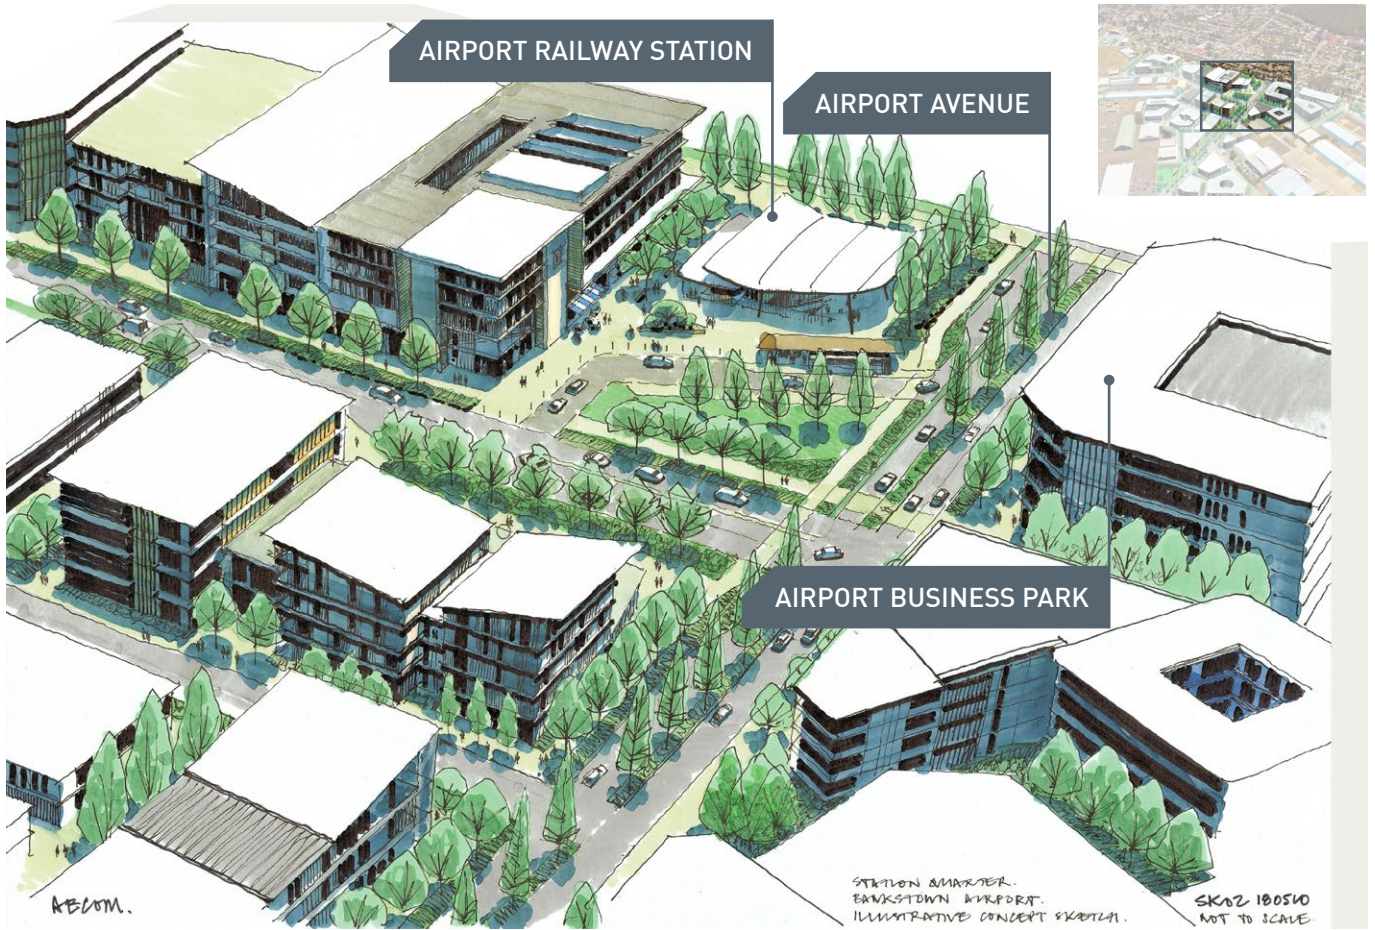 AIRPORT RAILWAY STATION
AIRPORT AVENUE
AIRPORT BUSINESS PARK
AECOM.
STATION QUARTER.
BANKSTOWN AIRPORT.
ILLUSTRATIVE CONCEPT SKETCH.
SK02 180510
NOT TO SCALE.